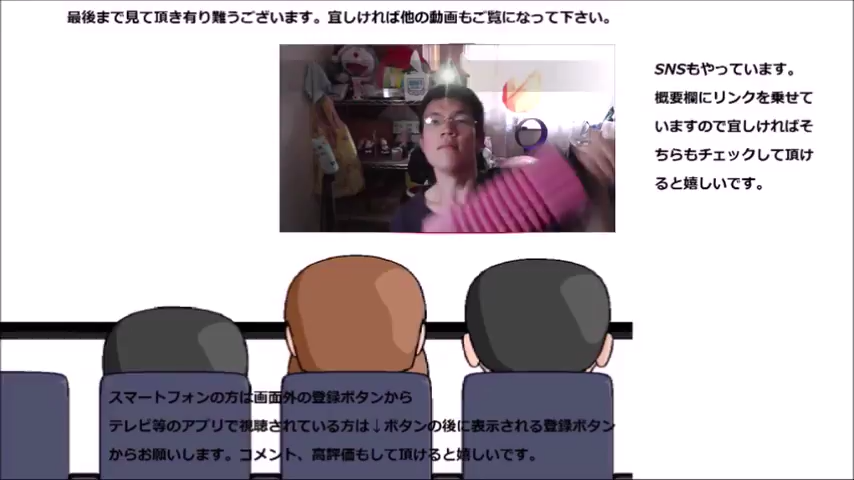 最後まで見て頂き有り難うございます。宜しければ他の動画もご覧になって下さい。
SNSもやっています。
概要欄にリンクを乗せて
いますので宜しければそ
ちらもチェックして頂け
ると嬉しいです。
スマートフォンの方は画面外の登録ボタンから
テレビ等のアプリで視聴されている方は↓ボタンの後に表示される登録ボタン
からお願いします。コメント、高評価もして頂けると嬉しいです。